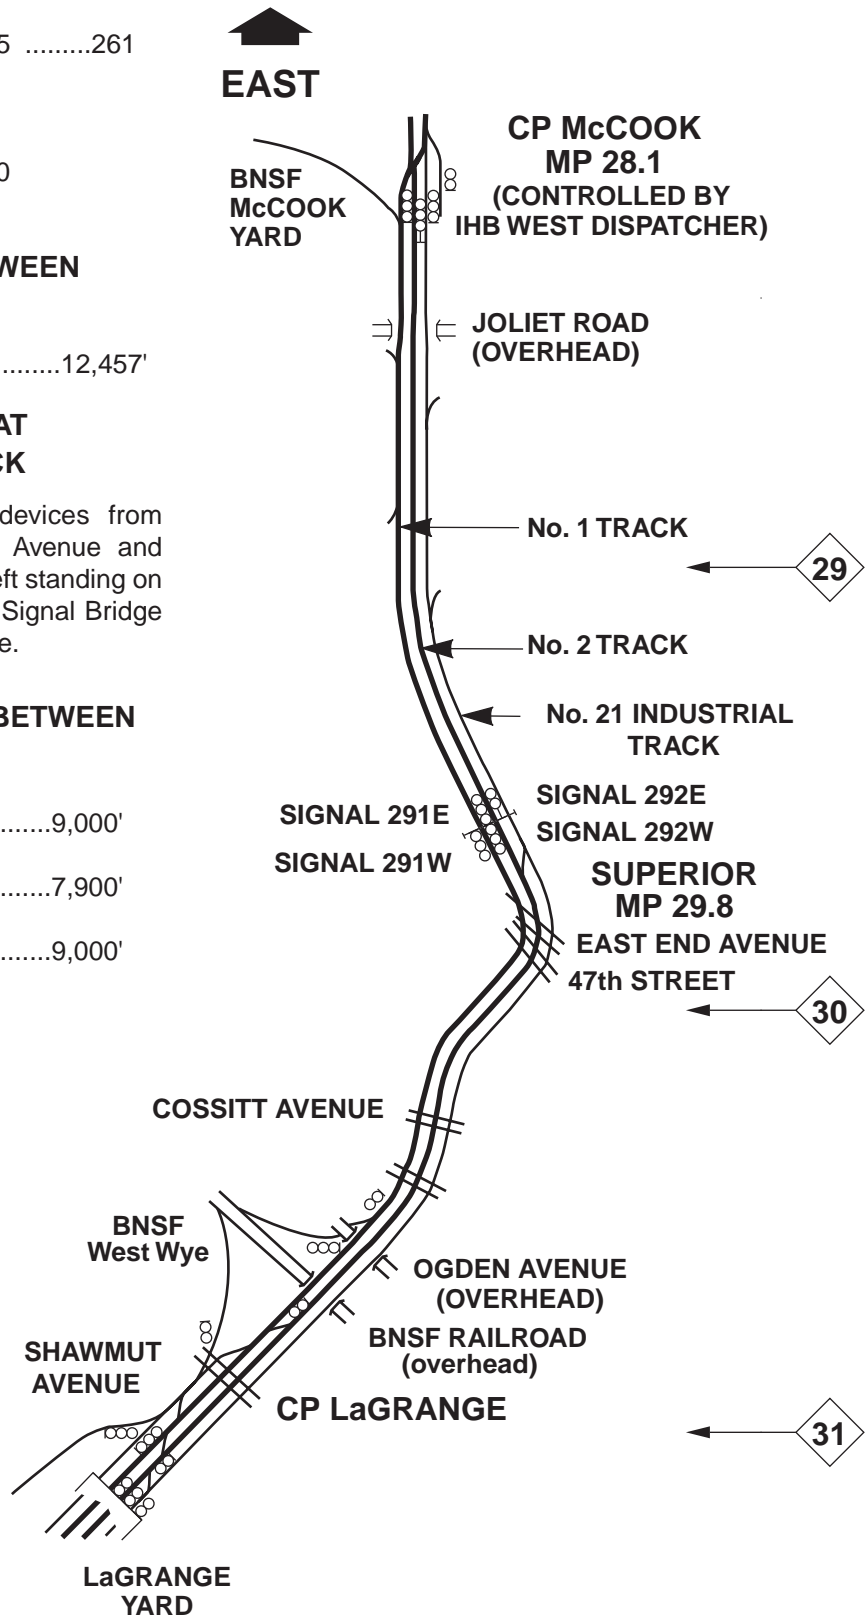 5 .........261
EAST
CP McCOOK
MP 28.1
(CONTROLLED BY
IHB WEST DISPATCHER)
BNSF
McCOOK
YARD
0
WEEN
JOLIET ROAD
(OVERHEAD)
.........12,457'
AT
CK
devices from
Avenue and
eft standing on
Signal Bridge
e.
No. 1 TRACK
29
No. 2 TRACK
BETWEEN
No. 21 INDUSTRIAL
TRACK
SIGNAL 291E
SIGNAL 292E
SIGNAL 292W
SIGNAL 291W
.......9,000'
.......7,900'
.......9,000'
SUPERIOR
MP 29.8
EAST END AVENUE
47th STREET
30
COSSITT AVENUE
BNSF
West Wye
OGDEN AVENUE
(OVERHEAD)
BNSF RAILROAD
(overhead)
SHAWMUT
AVENUE
CP LaGRANGE
31
LaGRANGE
YARD